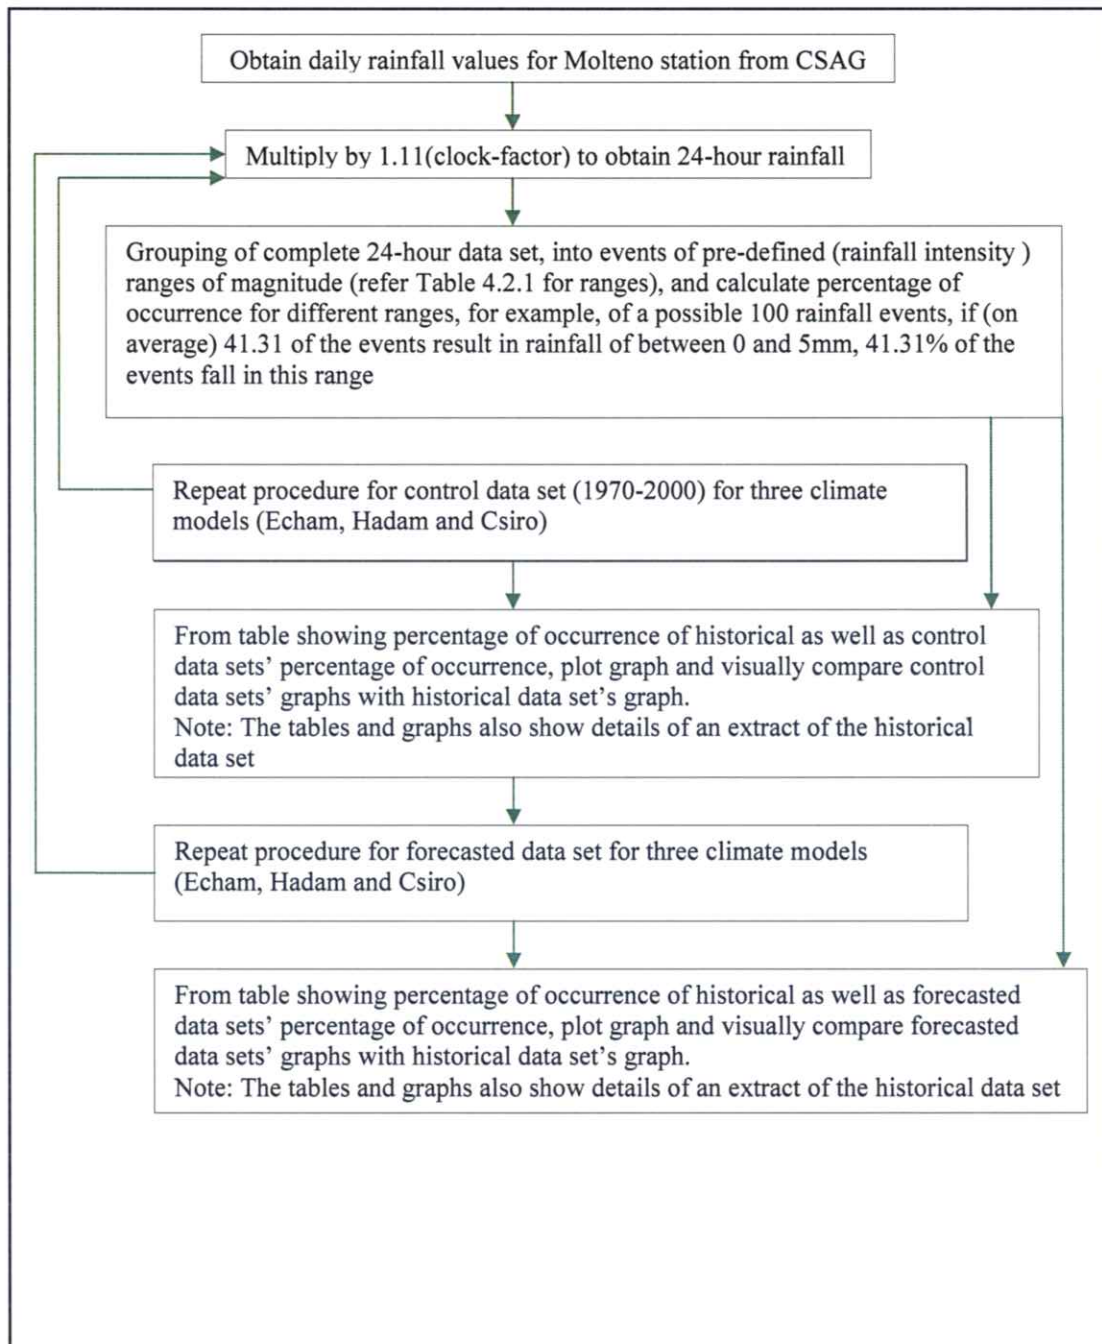 Obtain daily rainfall values for Molteno station from CSAG
Multiply by 1.11(clock-factor) to obtain 24-hour rainfall
Grouping of complete 24-hour data set, into events of pre-defined (rainfall intensity )
ranges of magnitude (refer Table 4.2.1 for ranges), and calculate percentage of
occurrence for different ranges, for example, of a possible 100 rainfall events, if (on
average) 41.31 of the events result in rainfall of between 0 and 5mm, 41.31% of the
events fall in this range
Repeat procedure for control data set (1970-2000) for three climate
models (Echam, Hadam and Csiro)
From table showing percentage of occurrence of historical as well as control
data sets' percentage of occurrence, plot graph and visually compare control
data sets' graphs with historical data set's graph.
Note: The tables and graphs also show details of an extract of the historical
data set
Repeat procedure for forecasted data set for three climate models
(Echam, Hadam and Csiro)
From table showing percentage of occurrence of historical as well as forecasted
data sets' percentage of occurrence, plot graph and visually compare forecasted
data sets' graphs with historical data set's graph.
Note: The tables and graphs also show details of an extract of the historical data set